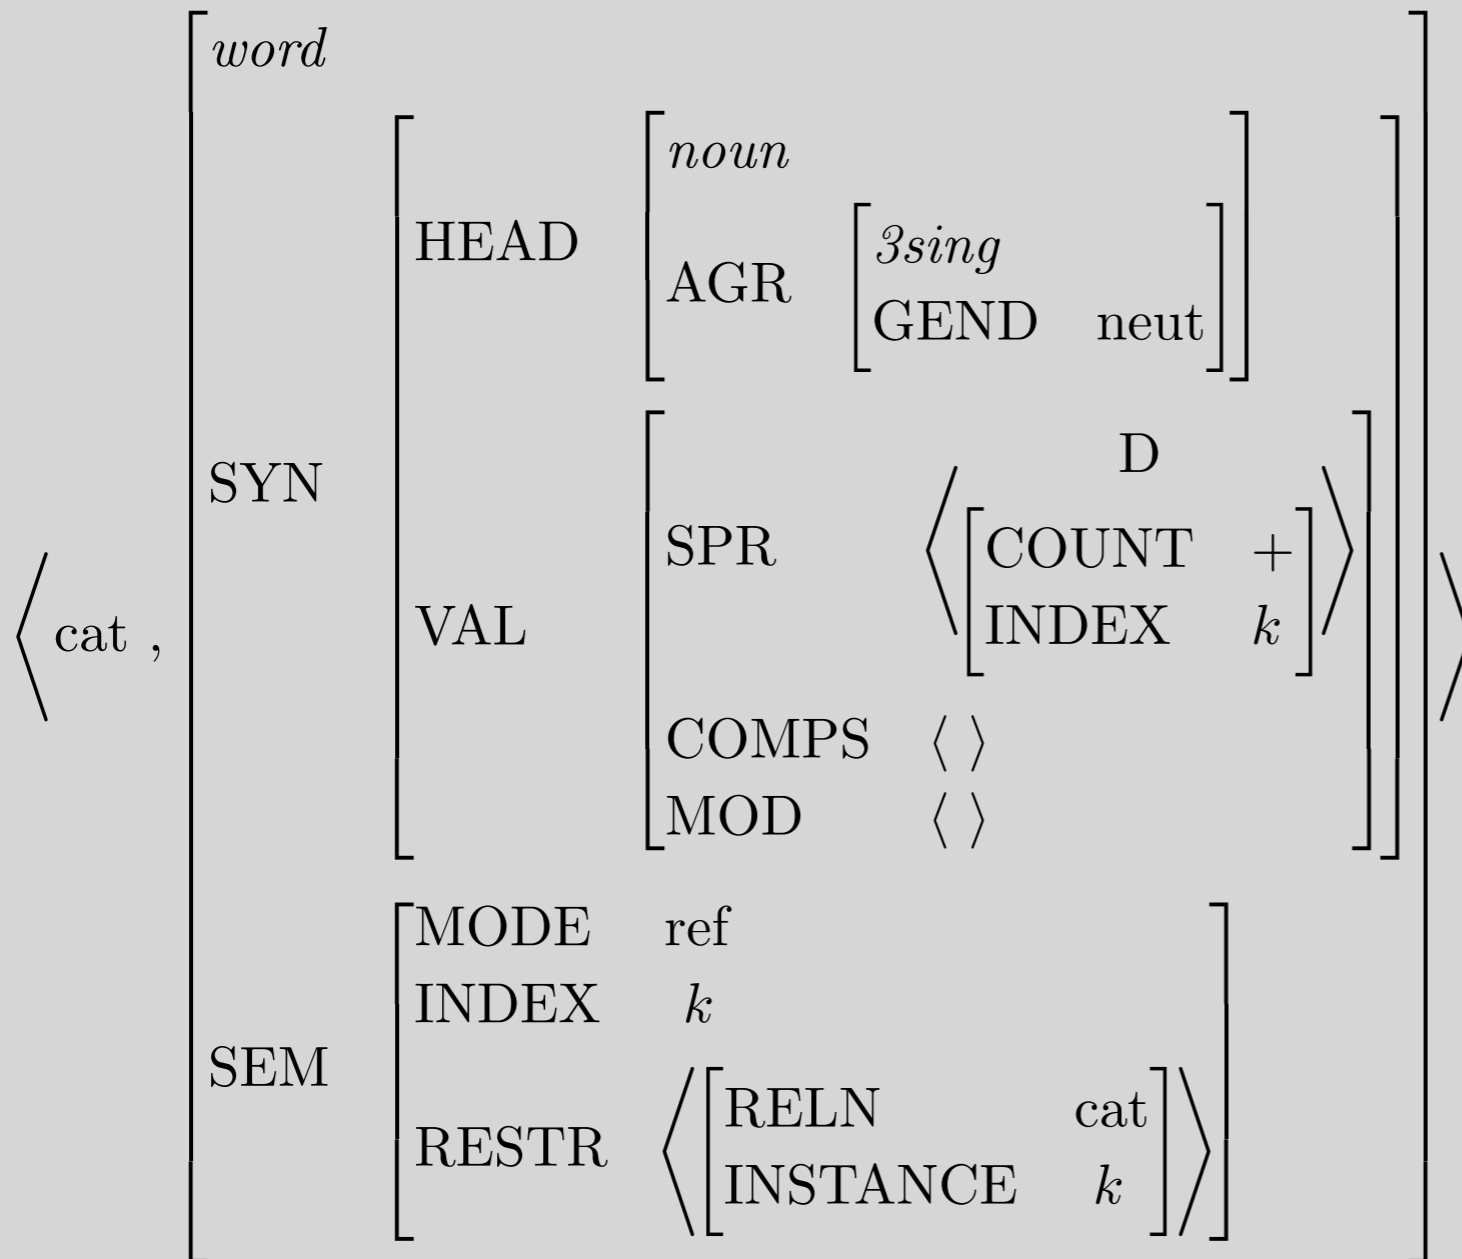 word
noun
HEAD
3sing
AGR
GEND neut
D
SYN
SPR
COUNT +
INDEX k
VAL
⟨ cat , ⟩
COMPS ⟨ ⟩
MOD ⟨ ⟩
MODE ref
INDEX k
SEM
RELN cat
RESTR
INSTANCE k